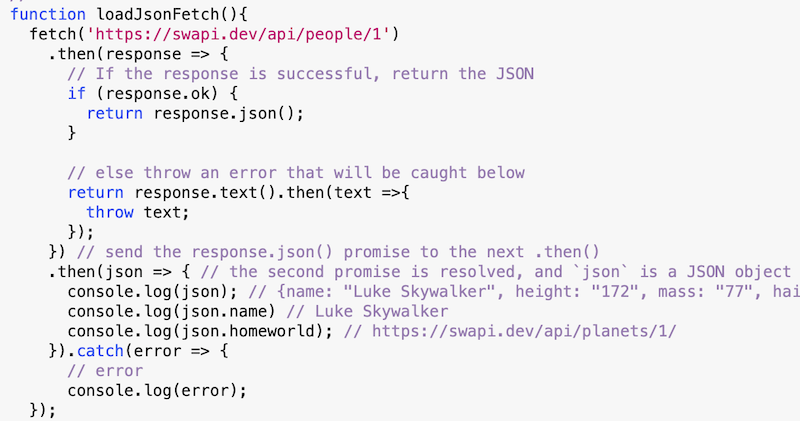 function loadJsonFetch(){
  fetch('https://swapi.dev/api/people/1')
    .then(response => {
      // If the response is successful, return the JSON
      if (response.ok) {
        return response.json();
      }

      // else throw an error that will be caught below
      return response.text().then(text =>{
        throw text;
      });
    }) // send the response.json() promise to the next .then()
    .then(json => { // the second promise is resolved, and `json` is a JSON object
      console.log(json); // {name: "Luke Skywalker", height: "172", mass: "77", hai
      console.log(json.name) // Luke Skywalker
      console.log(json.homeworld); // https://swapi.dev/api/planets/1/
    }).catch(error => {
      // error
      console.log(error);
  });